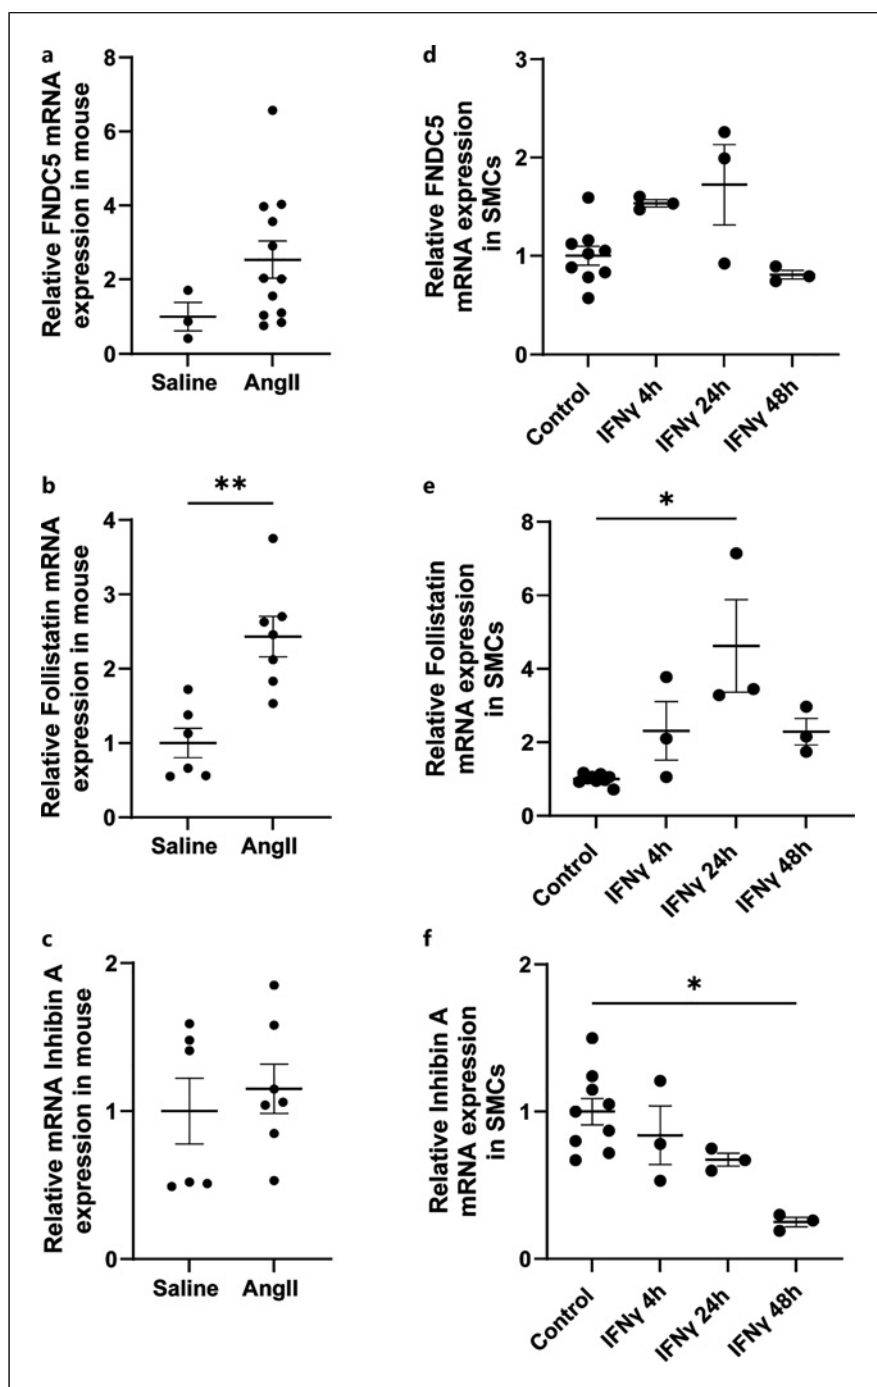 a
Relative FNDC5 mRNA
expression in mouse
8
6
4
2
0
Saline AngII
d
Relative FNDC5
mRNA expression
in SMCs
3
2
1
0
Control IFNγ 4h IFNγ 24h IFNγ 48h
b
Relative Follistatin mRNA
expression in mouse
**
4
3
2
1
0
Saline AngII
e
Relative Follistatin
mRNA expression
in SMCs
*
8
6
4
2
0
Control IFNγ 4h IFNγ 24h IFNγ 48h
c
Relative mRNA Inhibin A
expression in mouse
2
1
0
Saline AngII
f
Relative Inhibin A
mRNA expression
in SMCs
*
2
1
0
Control IFNγ 4h IFNγ 24h IFNγ 48h